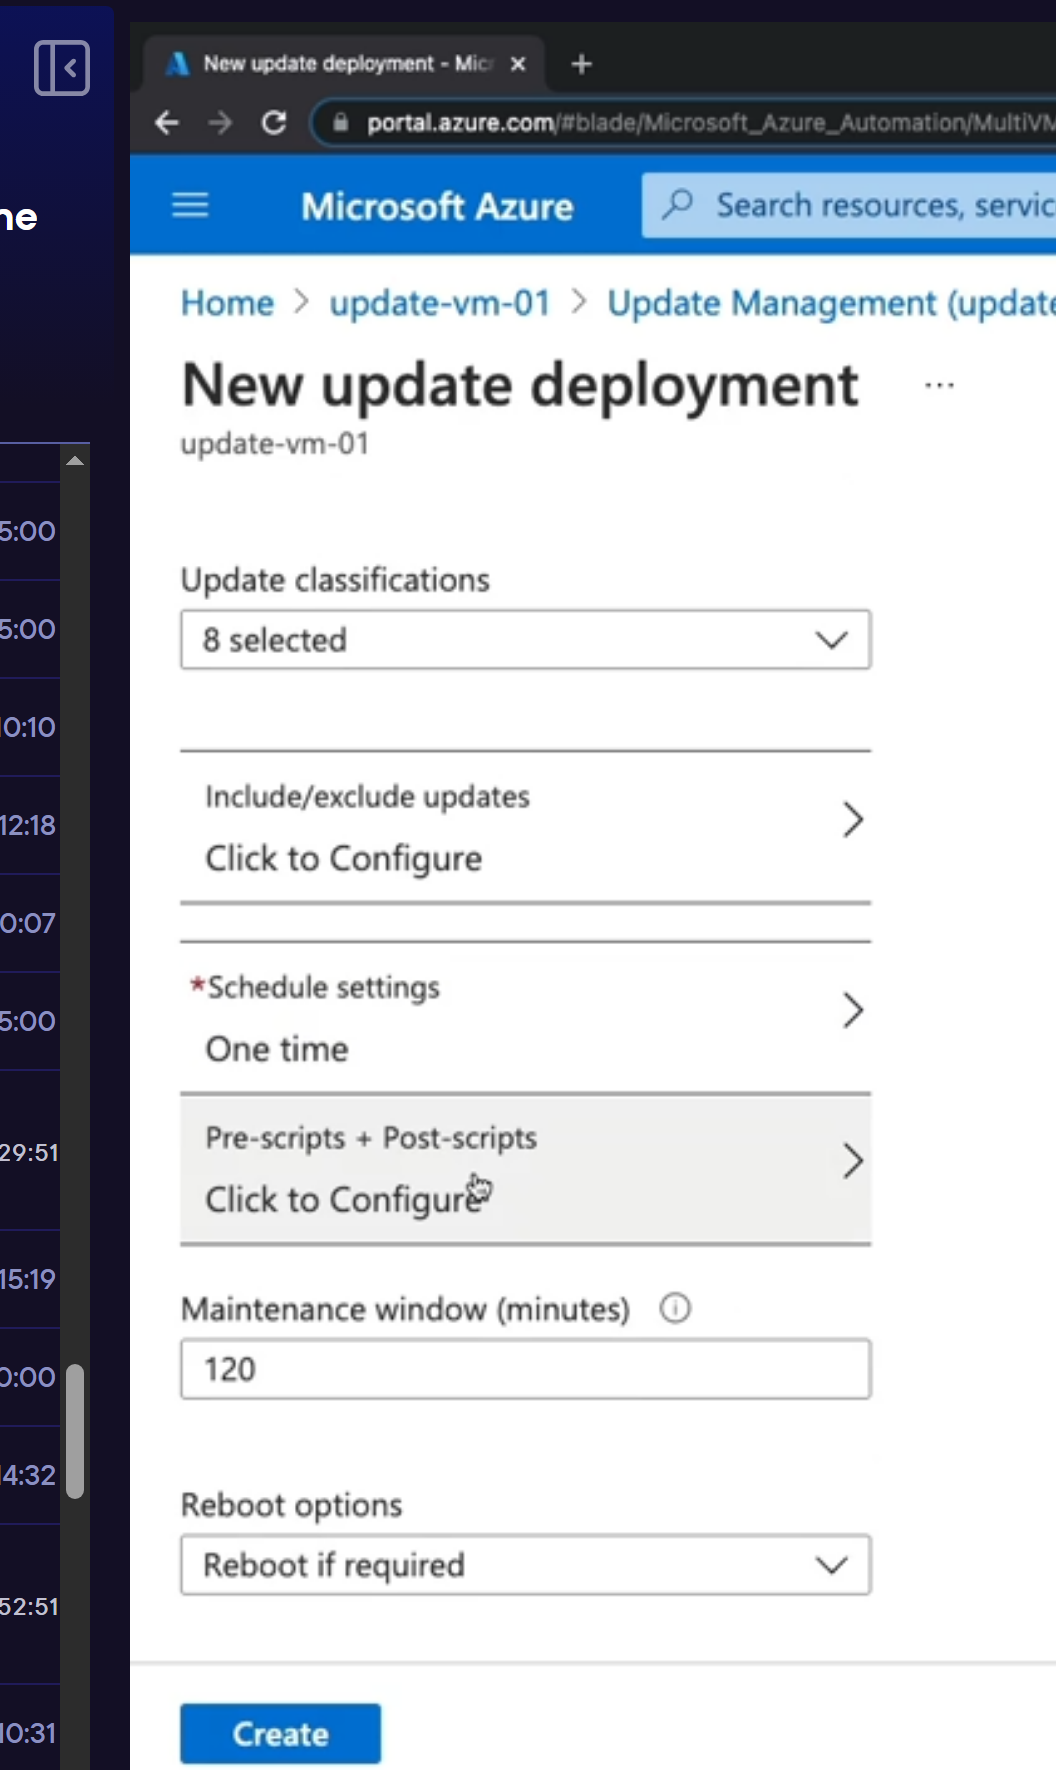 New update deployment - Micr
portal.azure.com/#blade/Microsoft_Azure_Automation/MultiVM
Microsoft Azure
Search resources, servic
Home > update-vm-01 > Update Management (update
New update deployment ...
update-vm-01
Update classifications
8 selected
Include/exclude updates
Click to Configure
*Schedule settings
One time
Pre-scripts + Post-scripts
Click to Configure
Maintenance window (minutes)
120
Reboot options
Reboot if required
Create
ne
5:00
5:00
10:10
12:18
0:07
5:00
29:51
15:19
0:00
14:32
52:51
10:31